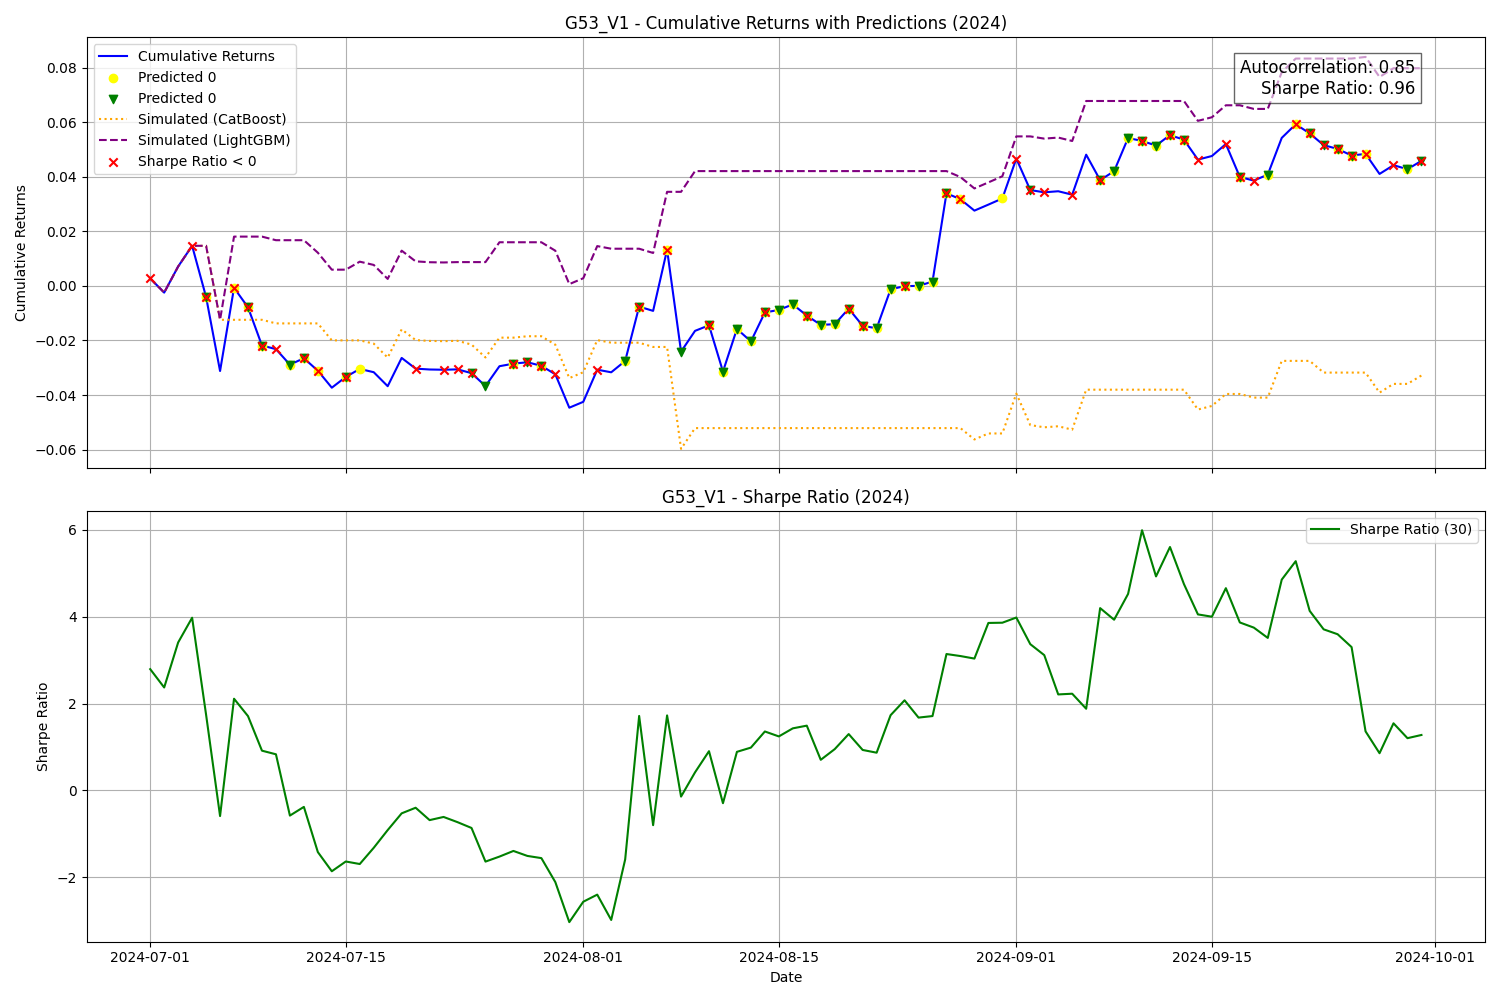 G53_V1 - Cumulative Returns with Predictions (2024)
Cumulative Returns
Predicted 0
Predicted 0
Simulated (CatBoost)
Simulated (LightGBM)
Sharpe Ratio < 0
Autocorrelation: 0.85
Sharpe Ratio: 0.96
0.08
0.06
0.04
0.02
0.00
−0.02
−0.04
−0.06
Cumulative Returns
G53_V1 - Sharpe Ratio (2024)
Sharpe Ratio (30)
6
4
2
0
−2
Sharpe Ratio
2024-07-01 2024-07-15 2024-08-01 2024-08-15 2024-09-01 2024-09-15 2024-10-01
Date